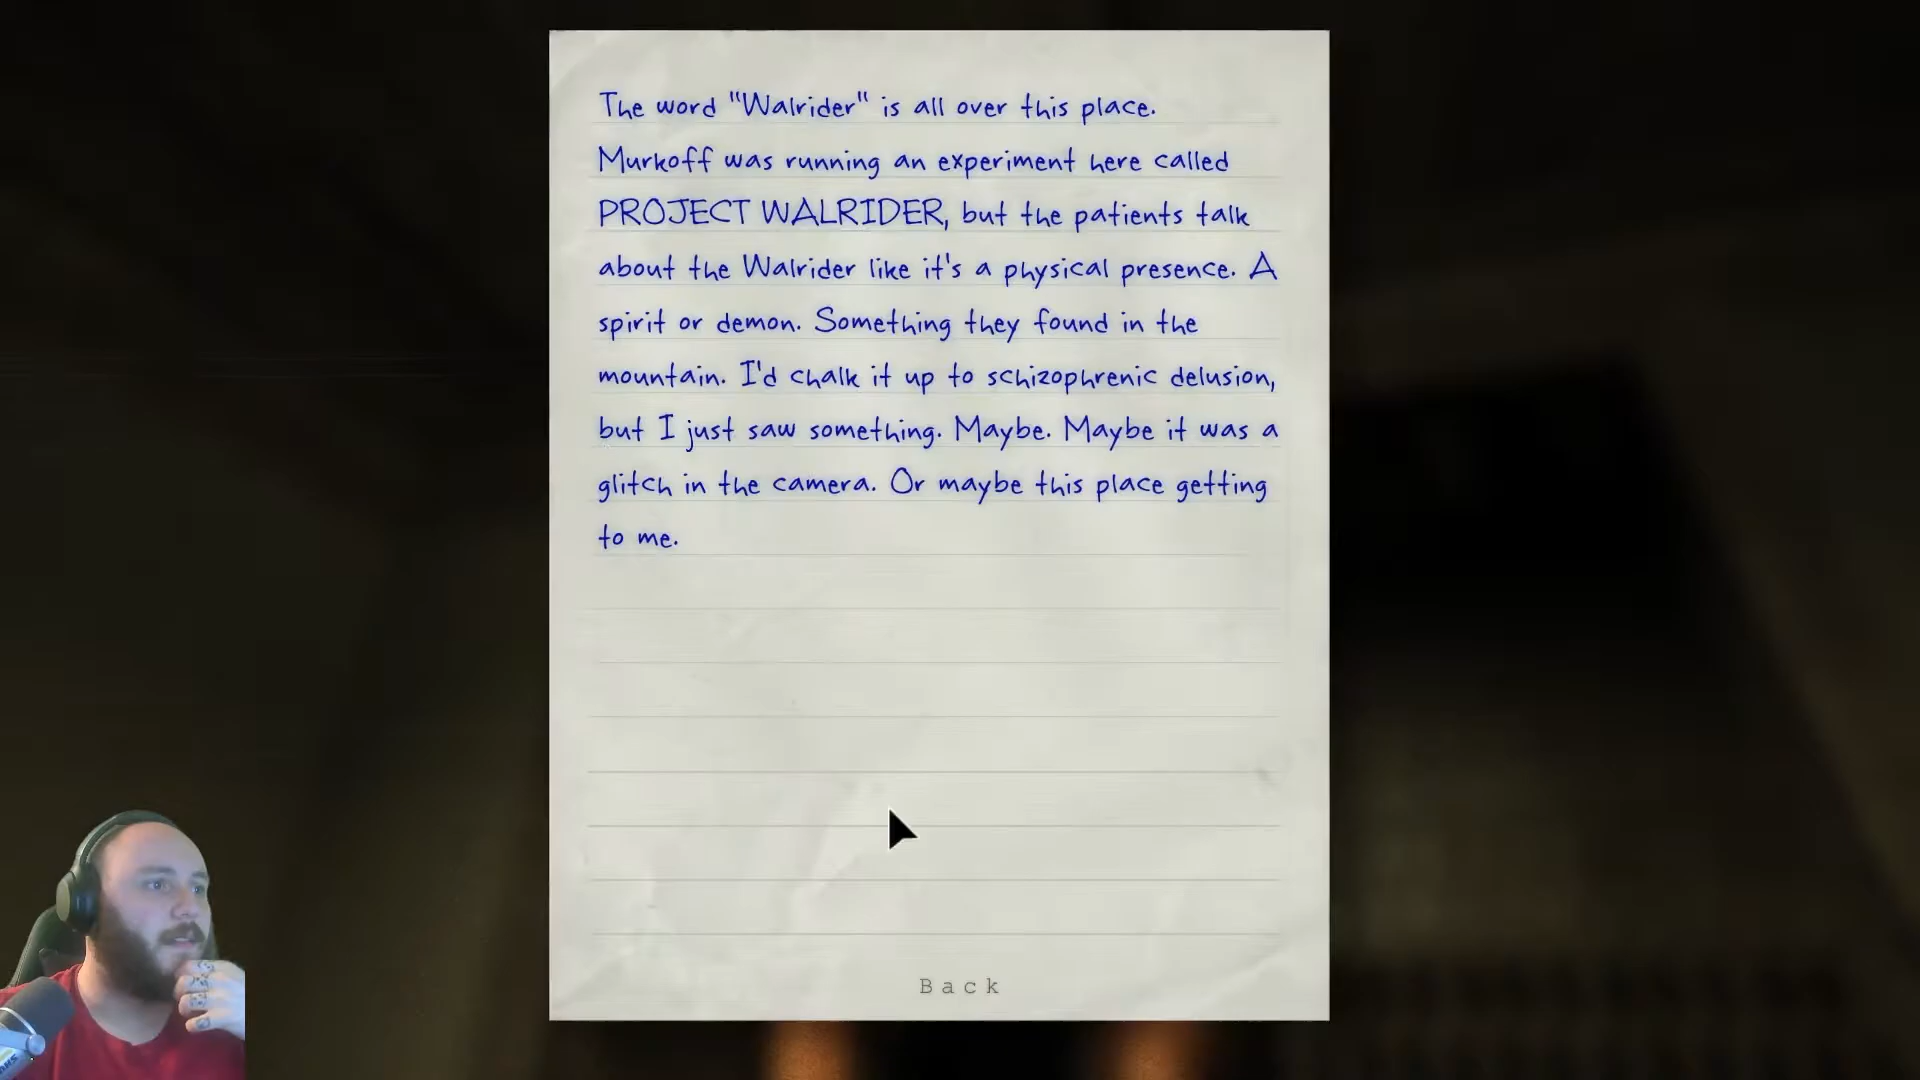 The word "Walrider" is all over this place.
Murkoff was running an experiment here called
PROJECT WALRIDER, but the patients talk
about the Walrider like it's a physical presence. A
spirit or demon. Something they found in the
mountain. I'd chalk it up to schizophrenic delusion,
but I just saw something. Maybe. Maybe it was a
glitch in the camera. Or maybe this place getting
to me.
Back